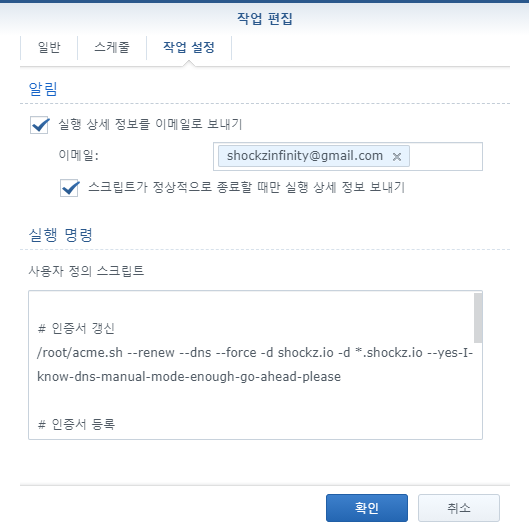 작업 편집
일반
스케줄
작업 설정
알림
실행 상세 정보를 이메일로 보내기
이메일:
shockzinfinity@gmail.com
스크립트가 정상적으로 종료할 때만 실행 상세 정보 보내기
실행 명령
사용자 정의 스크립트
# 인증서 갱신
/root/acme.sh --renew --dns --force -d shockz.io -d *.shockz.io --yes-I-
know-dns-manual-mode-enough-go-ahead-please
# 인증서 등록
확인
취소